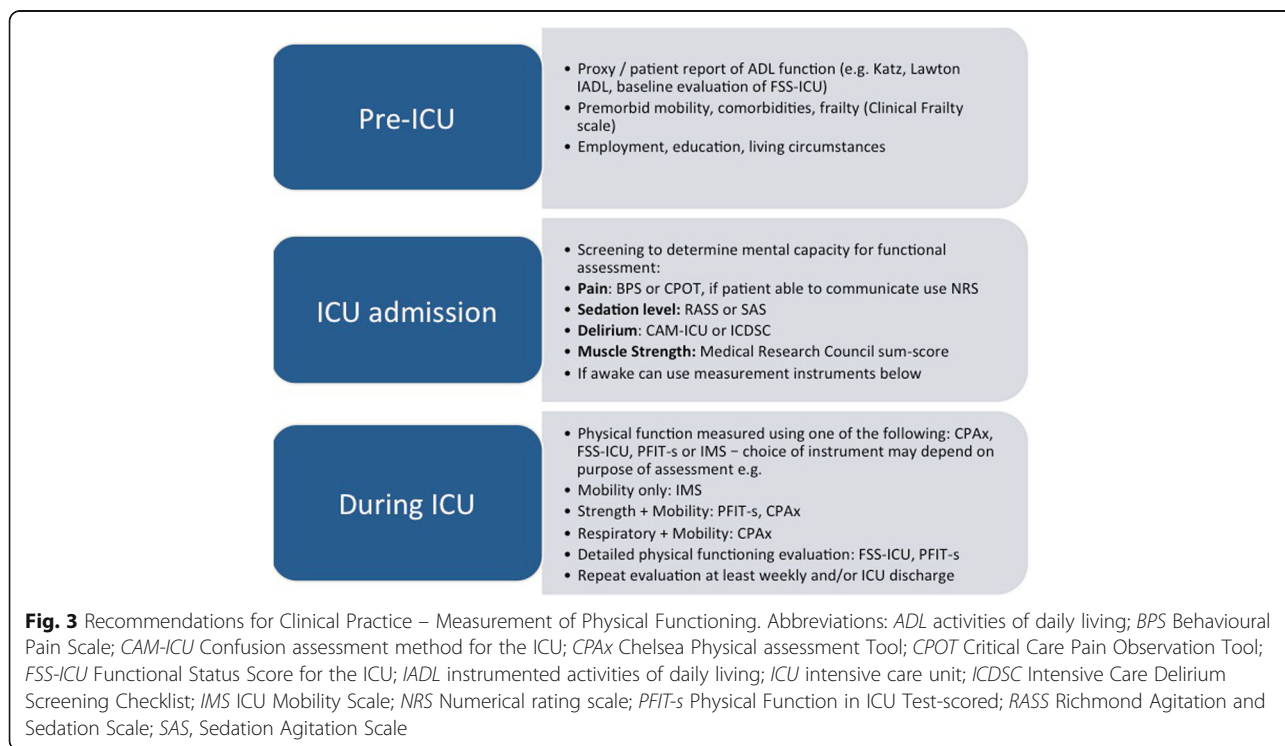 Pre-ICU
• Proxy / patient report of ADL function (e.g. Katz, Lawton
IADL, baseline evaluation of FSS-ICU)
• Premorbid mobility, comorbidities, frailty (Clinical Frailty
scale)
• Employment, education, living circumstances
ICU admission
• Screening to determine mental capacity for functional
assessment:
• Pain: BPS or CPOT, if patient able to communicate use NRS
• Sedation level: RASS or SAS
• Delirium: CAM-ICU or ICDSC
• Muscle Strength: Medical Research Council sum-score
• If awake can use measurement instruments below
During ICU
• Physical function measured using one of the following: CPAx,
FSS-ICU, PFIT-s or IMS – choice of instrument may depend on
purpose of assessment e.g.
• Mobility only: IMS
• Strength + Mobility: PFIT-s, CPAx
• Respiratory + Mobility: CPAx
• Detailed physical functioning evaluation: FSS-ICU, PFIT-s
• Repeat evaluation at least weekly and/or ICU discharge
Fig. 3 Recommendations for Clinical Practice – Measurement of Physical Functioning. Abbreviations: ADL activities of daily living; BPS Behavioural
Pain Scale; CAM-ICU Confusion assessment method for the ICU; CPAx Chelsea Physical assessment Tool; CPOT Critical Care Pain Observation Tool;
FSS-ICU Functional Status Score for the ICU; IADL instrumented activities of daily living; ICU intensive care unit; ICDSC Intensive Care Delirium
Screening Checklist; IMS ICU Mobility Scale; NRS Numerical rating scale; PFIT-s Physical Function in ICU Test-scored; RASS Richmond Agitation and
Sedation Scale; SAS, Sedation Agitation Scale